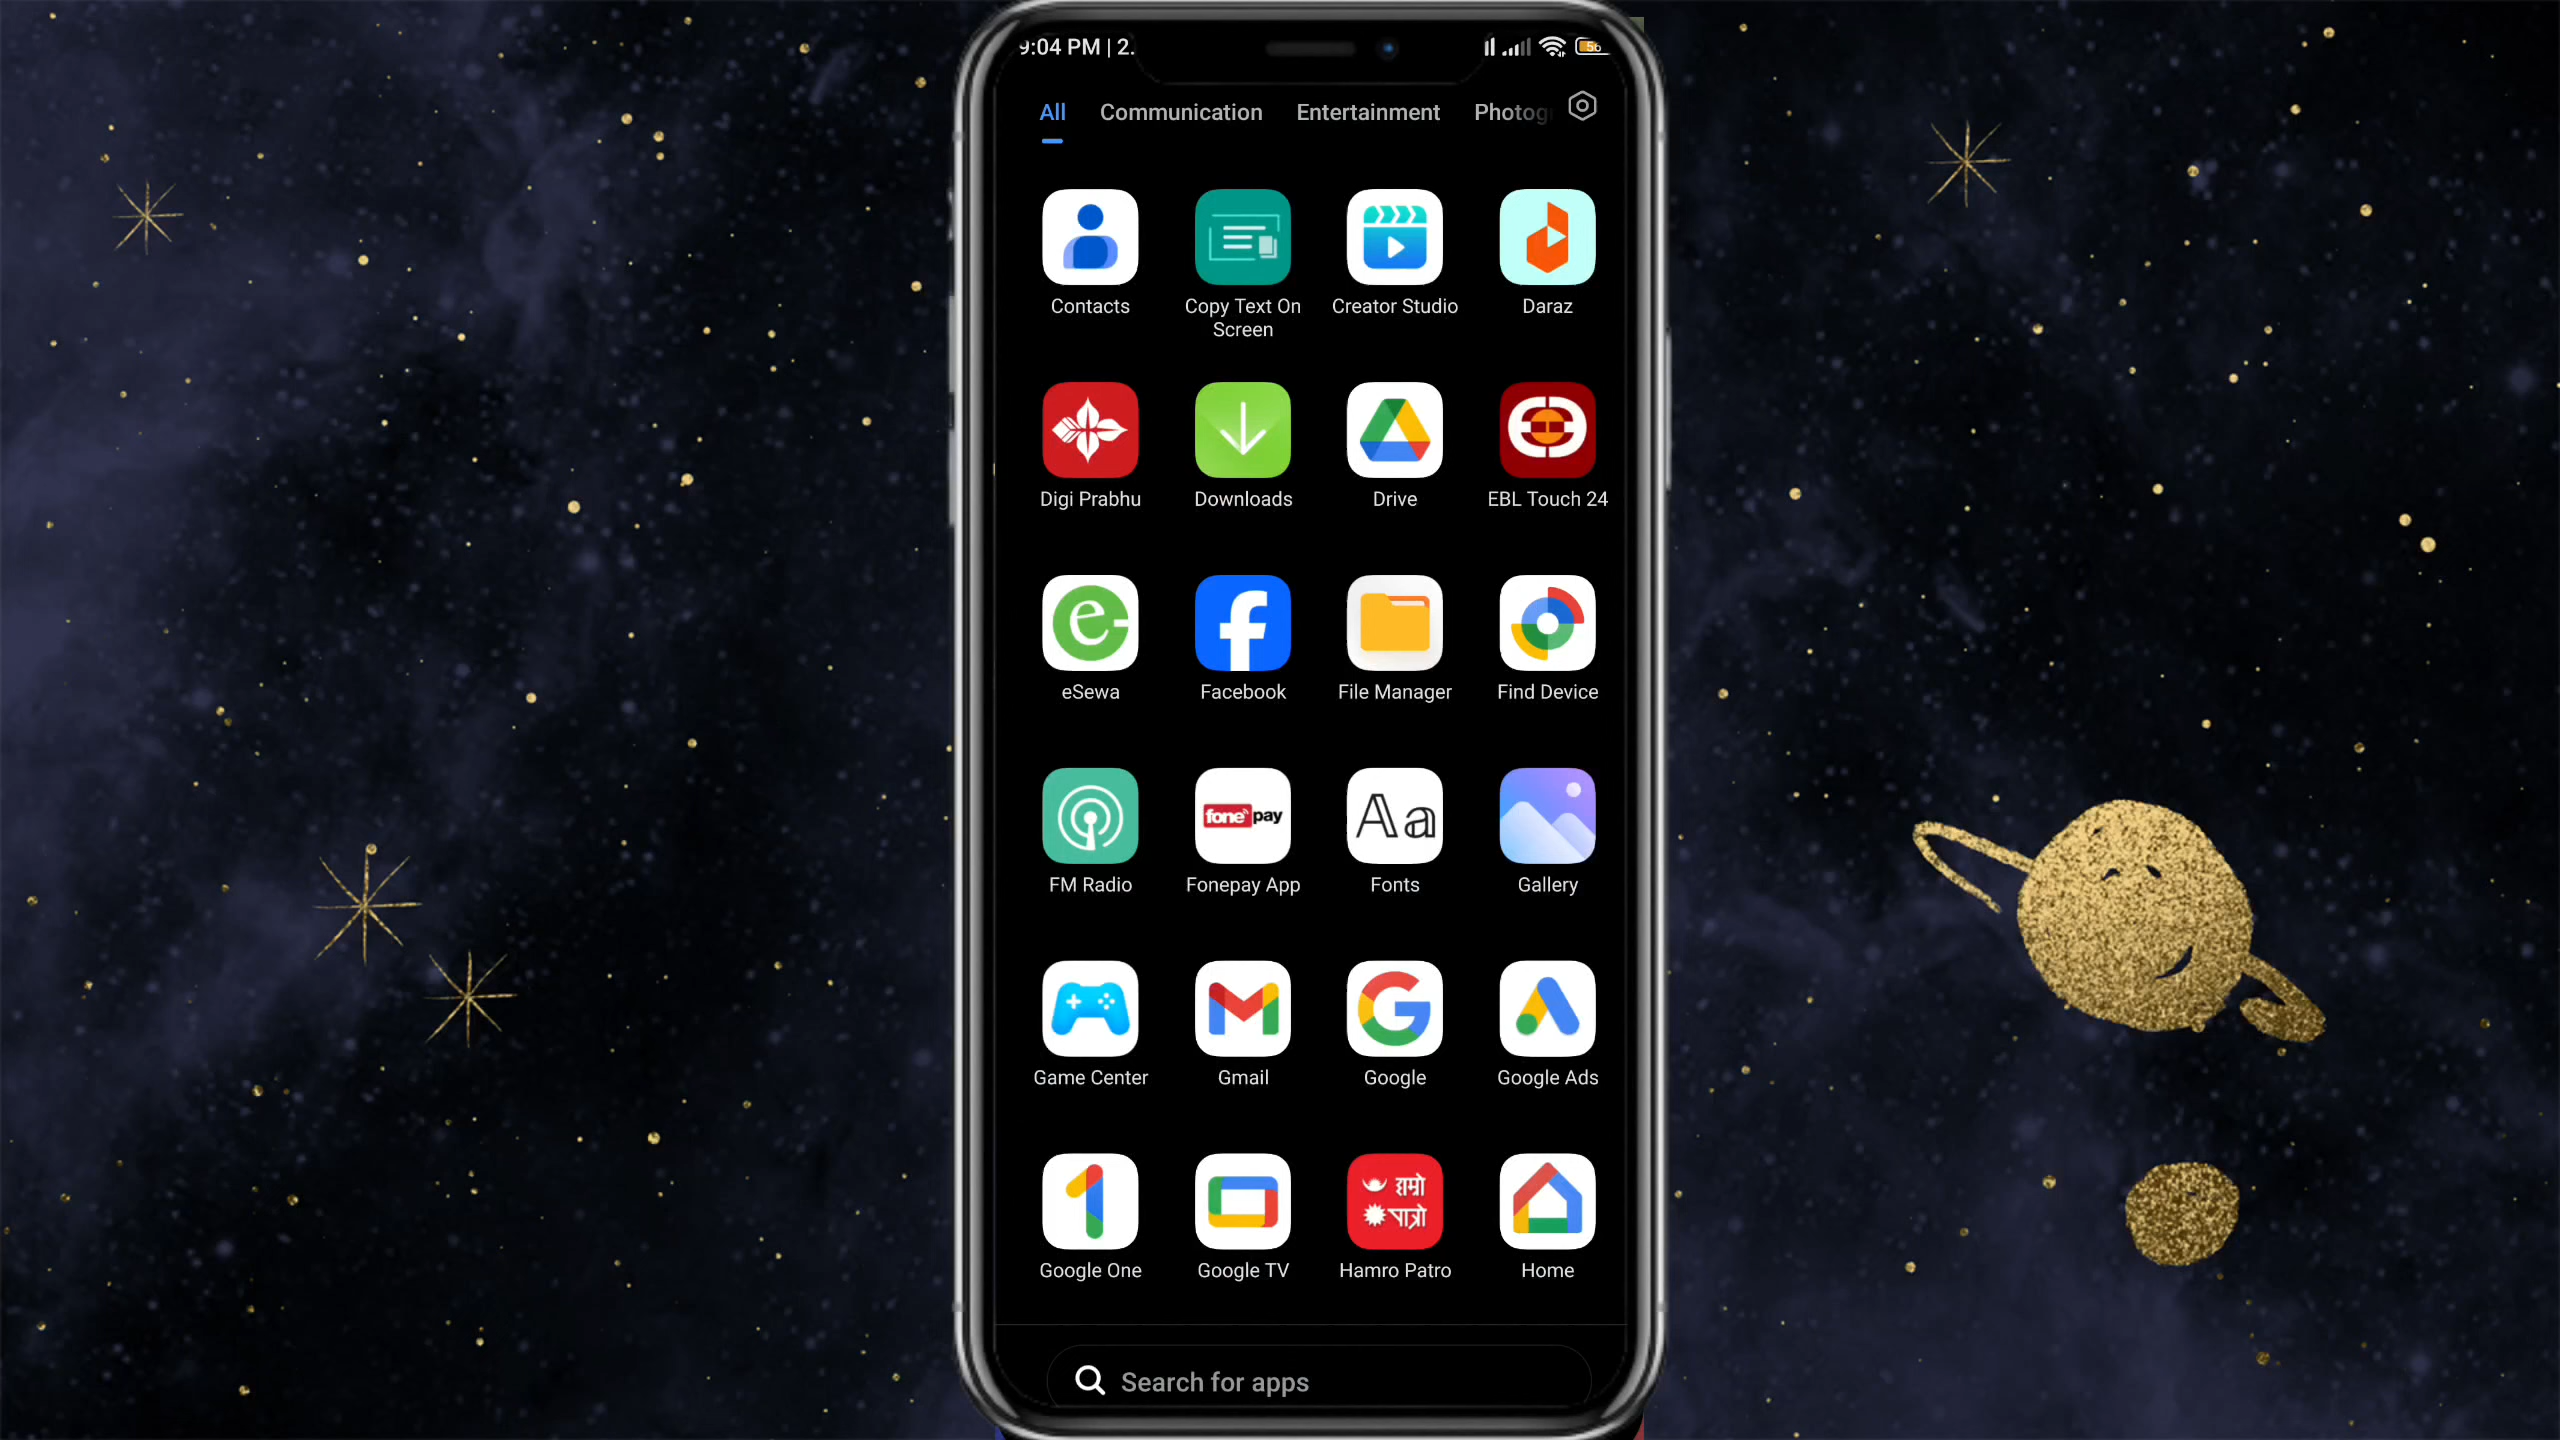 9:04 PM | 2.
56
All Communication Entertainment Photog
Contacts
Copy Text On
Screen
Creator Studio
Daraz
Digi Prabhu
Downloads
Drive
EBL Touch 24
eSewa
Facebook
File Manager
Find Device
fone pay
Aa
FM Radio
Fonepay App
Fonts
Gallery
Game Center
Gmail
Google
Google Ads
हाम्रो
पात्रो
Google One
Google TV
Hamro Patro
Home
Search for apps